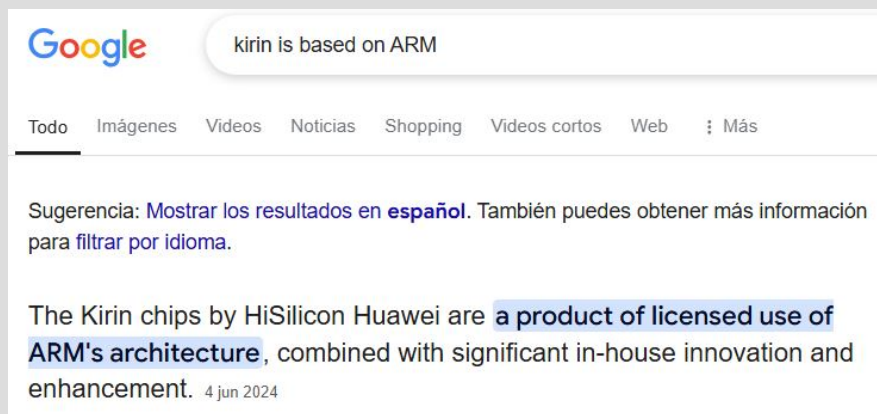 Google
kirin is based on ARM
Todo Imágenes Videos Noticias Shopping Videos cortos Web Más
Sugerencia: Mostrar los resultados en español. También puedes obtener más información
para filtrar por idioma.
The Kirin chips by HiSilicon Huawei are a product of licensed use of
ARM's architecture, combined with significant in-house innovation and
enhancement. 4 jun 2024